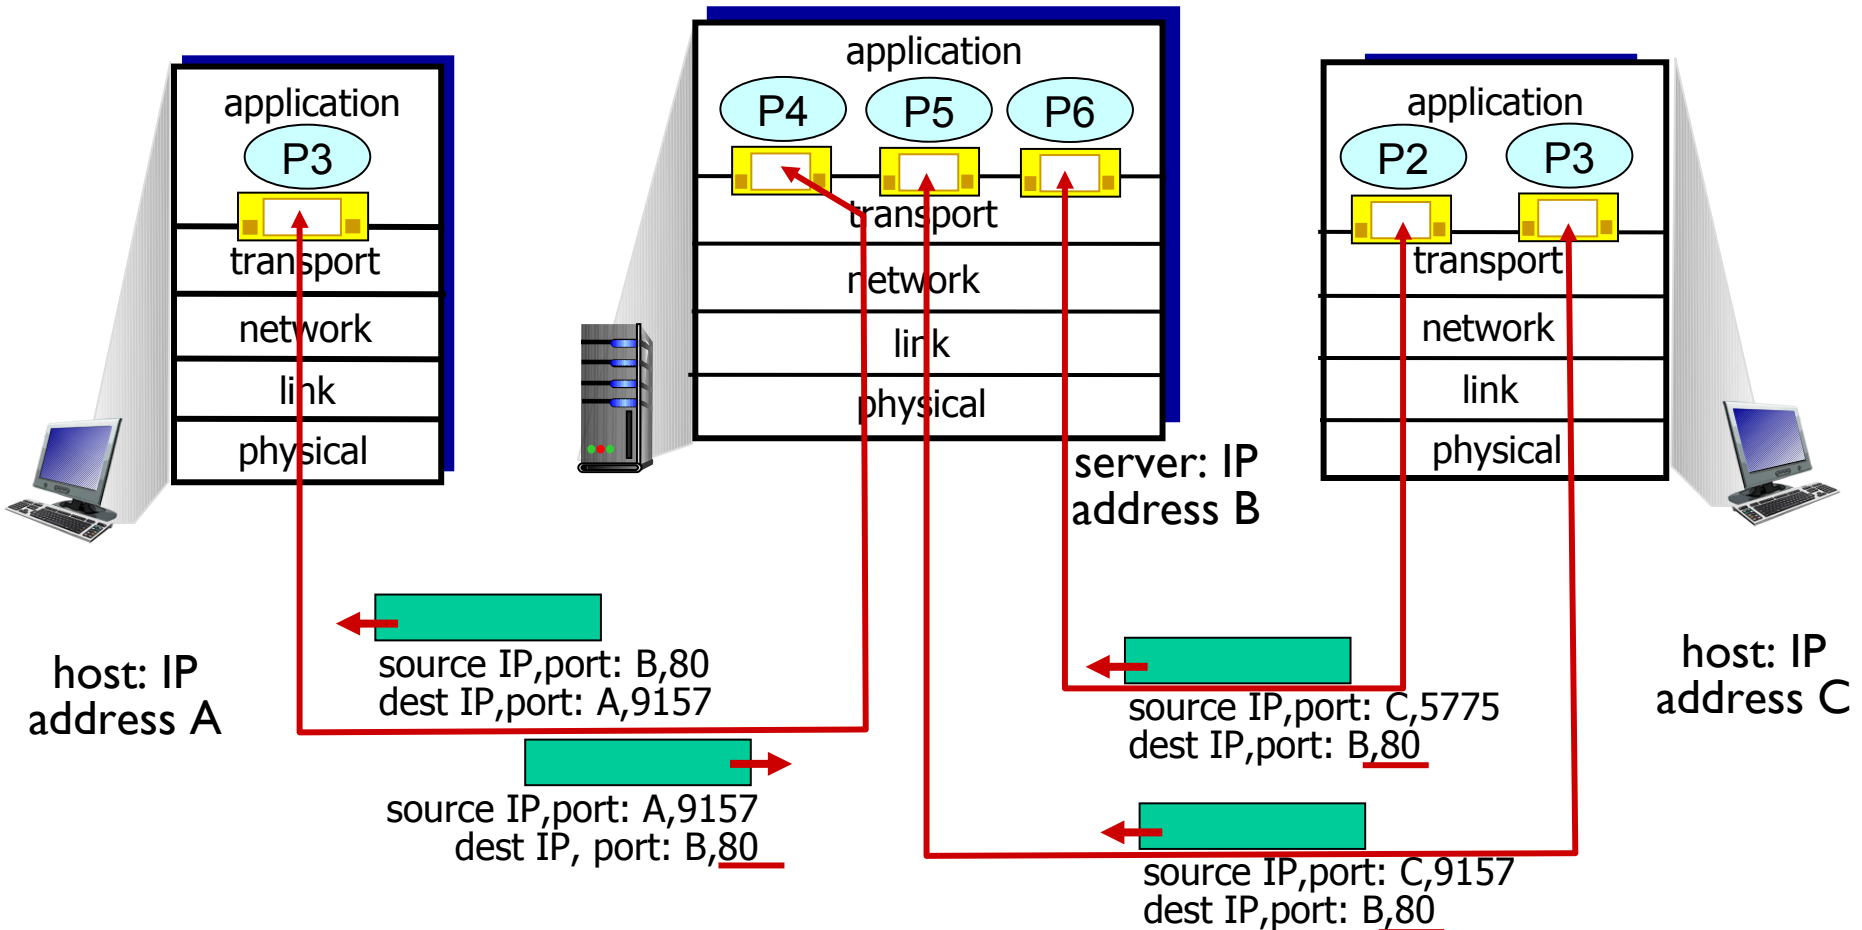 application
P3
transport
network
link
physical
host: IP
address A
application
P4 P5 P6
transport
network
link
physical
server: IP
address B
application
P2 P3
transport
network
link
physical
host: IP
address C
source IP,port: B,80
dest IP,port: A,9157
source IP,port: A,9157
dest IP, port: B,80
source IP,port: C,5775
dest IP,port: B,80
source IP,port: C,9157
dest IP,port: B,80